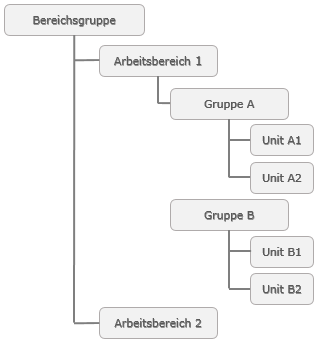 Bereichsgruppe
Arbeitsbereich 1
Gruppe A
Unit A1
Unit A2
Gruppe B
Unit B1
Unit B2
Arbeitsbereich 2